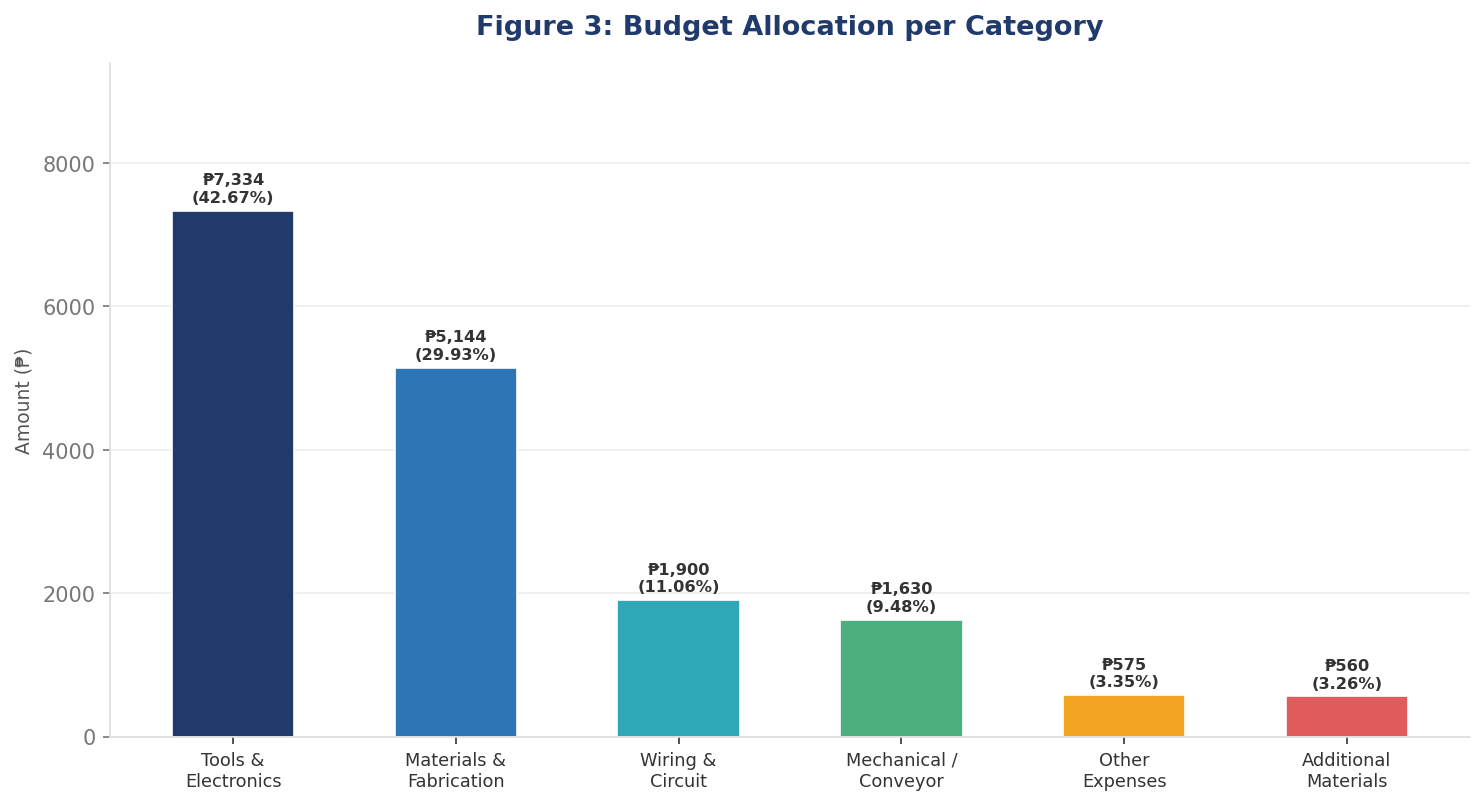 Figure 3: Budget Allocation per Category
Amount (₱)
8000
6000
4000
2000
0
₱7,334
(42.67%)
₱5,144
(29.93%)
₱1,900
(11.06%)
₱1,630
(9.48%)
₱575
(3.35%)
₱560
(3.26%)
Tools &
Electronics
Materials &
Fabrication
Wiring &
Circuit
Mechanical /
Conveyor
Other
Expenses
Additional
Materials